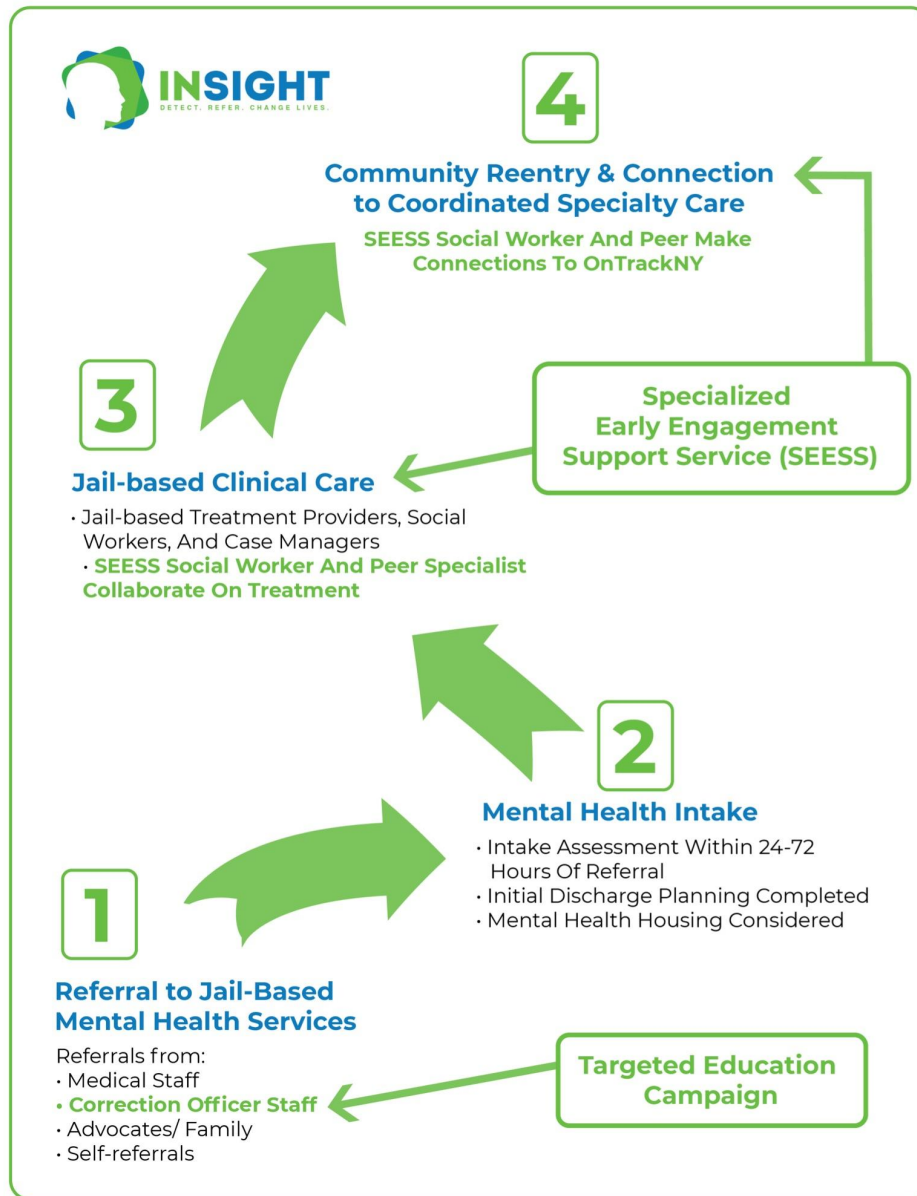 INSIGHT
DETECT. REFER. CHANGE LIVES.
4
Community Reentry & Connection
to Coordinated Specialty Care
SEESS Social Worker And Peer Make
Connections To OnTrackNY
3
Specialized
Early Engagement
Support Service (SEESS)
Jail-based Clinical Care
· Jail-based Treatment Providers, Social
Workers, And Case Managers
· SEESS Social Worker And Peer Specialist
Collaborate On Treatment
2
Mental Health Intake
· Intake Assessment Within 24-72
Hours Of Referral
· Initial Discharge Planning Completed
· Mental Health Housing Considered
1
Referral to Jail-Based
Mental Health Services
Referrals from:
· Medical Staff
• Correction Officer Staff
· Advocates/ Family
· Self-referrals
Targeted Education
Campaign